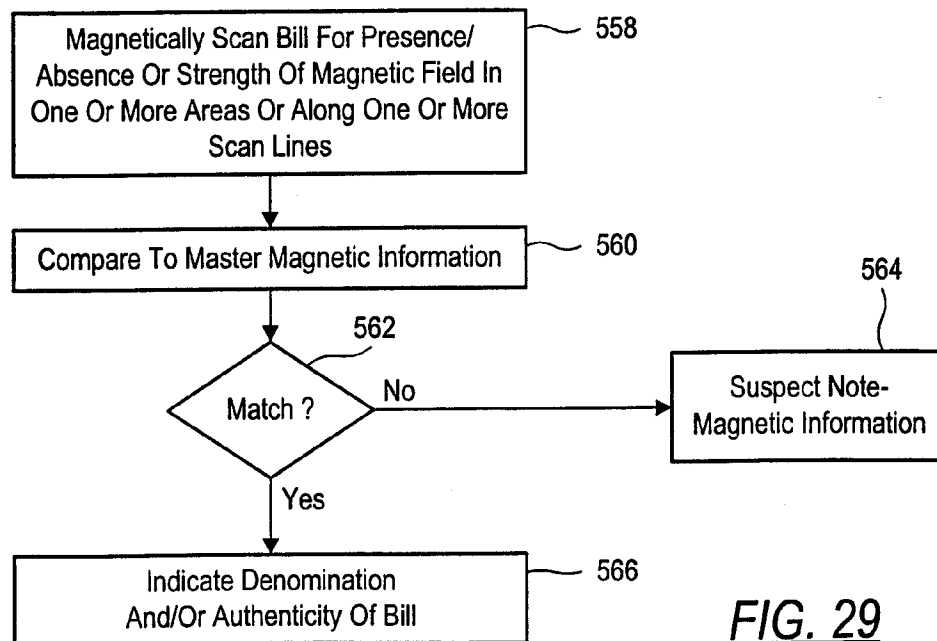 Magnetically Scan Bill For Presence/
Absence Or Strength Of Magnetic Field In
One Or More Areas Or Along One Or More
Scan Lines
558
Compare To Master Magnetic Information
560
562
Match ?
No
564
Suspect Note-
Magnetic Information
Yes
Indicate Denomination
And/Or Authenticity Of Bill
566
FIG. 29